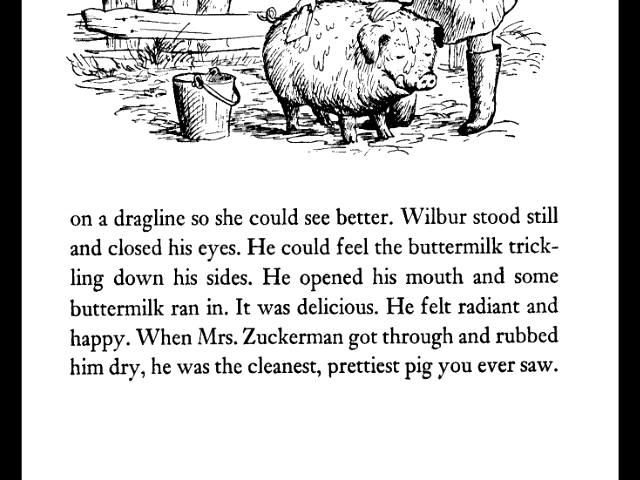 on a dragline so she could see better. Wilbur stood still
and closed his eyes. He could feel the buttermilk trick-
ling down his sides. He opened his mouth and some
buttermilk ran in. It was delicious. He felt radiant and
happy. When Mrs. Zuckerman got through and rubbed
him dry, he was the cleanest, prettiest pig you ever saw.